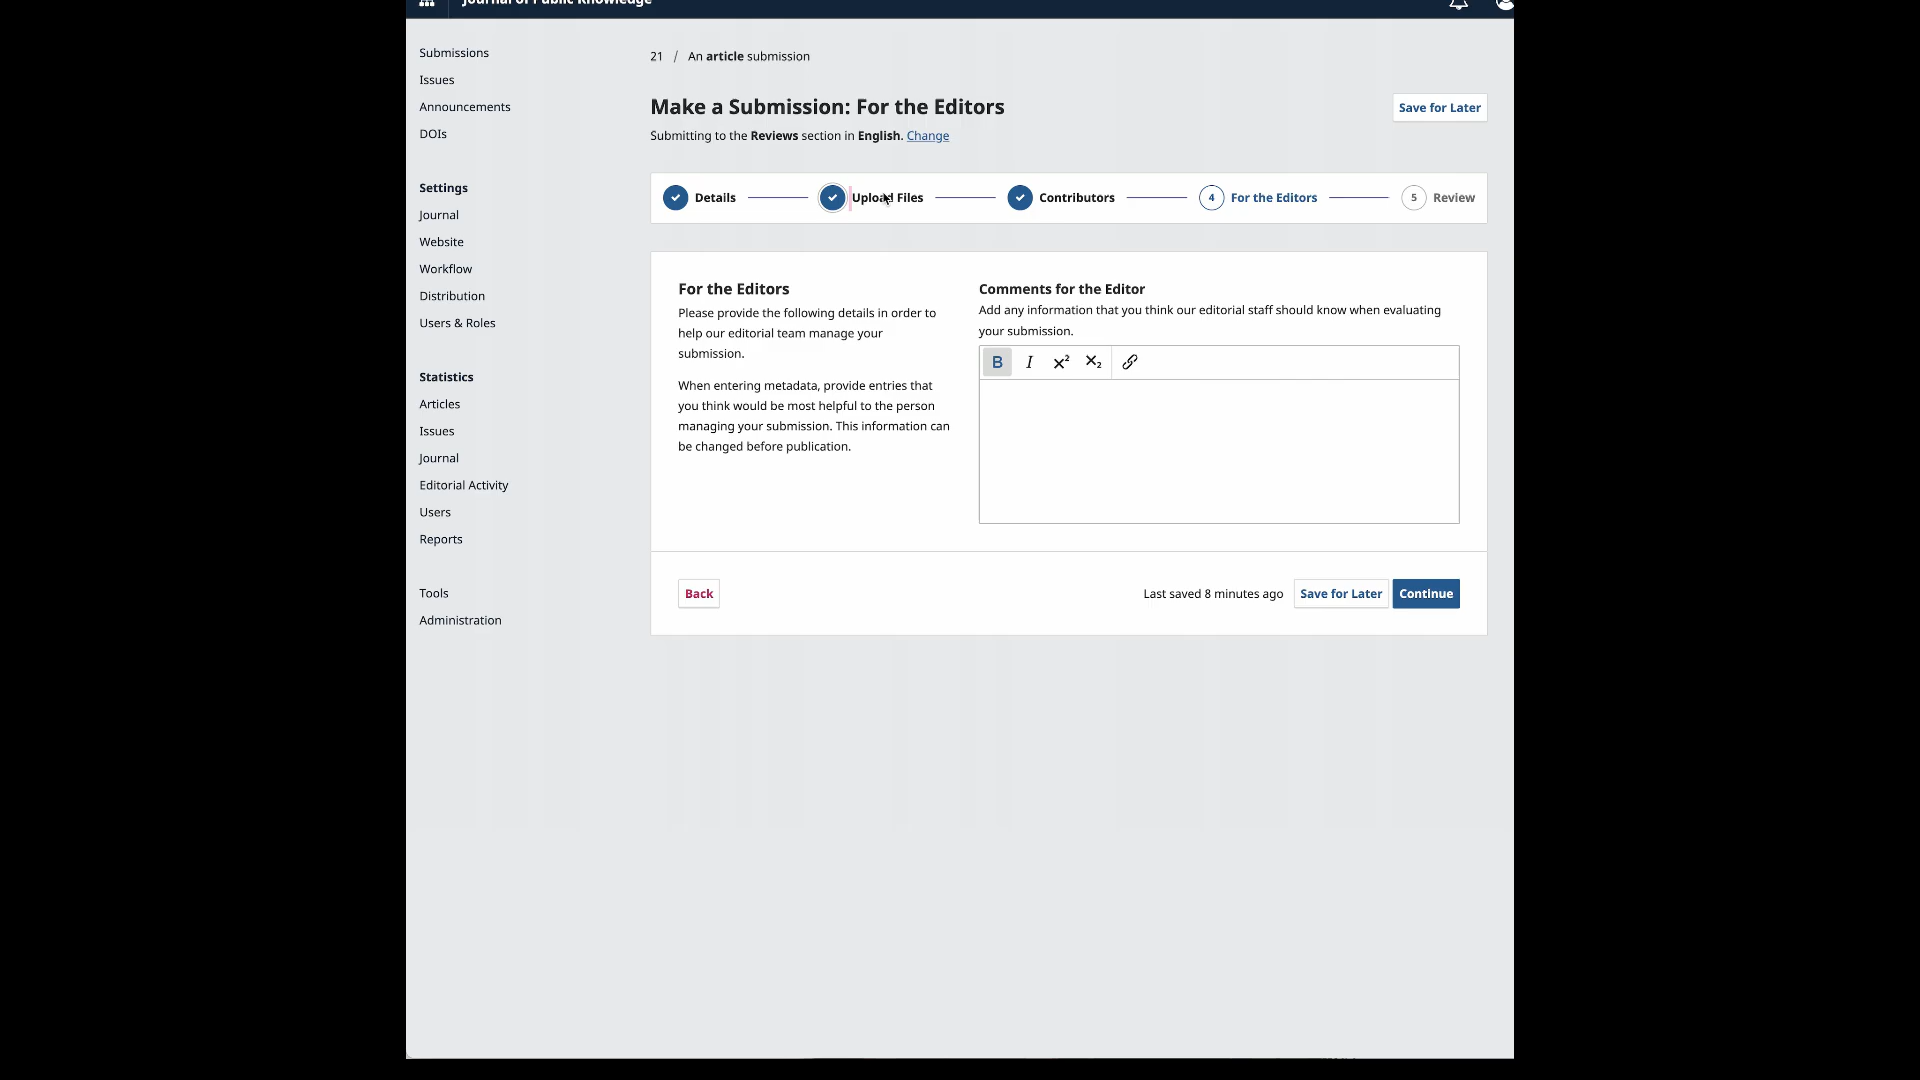 Journal of Public Knowledge
Submissions
Issues
Announcements
DOIs
Settings
Journal
Website
Workflow
Distribution
Users & Roles
Statistics
Articles
Issues
Journal
Editorial Activity
Users
Reports
Tools
Administration
21 / An article submission
Make a Submission: For the Editors
Save for Later
Submitting to the Reviews section in English. Change
Details
Upload Files
Contributors
4 For the Editors
5 Review
For the Editors
Please provide the following details in order to
help our editorial team manage your
submission.
When entering metadata, provide entries that
you think would be most helpful to the person
managing your submission. This information can
be changed before publication.
Comments for the Editor
Add any information that you think our editorial staff should know when evaluating
your submission.
B I X² X₂
Back
Last saved 8 minutes ago
Save for Later
Continue